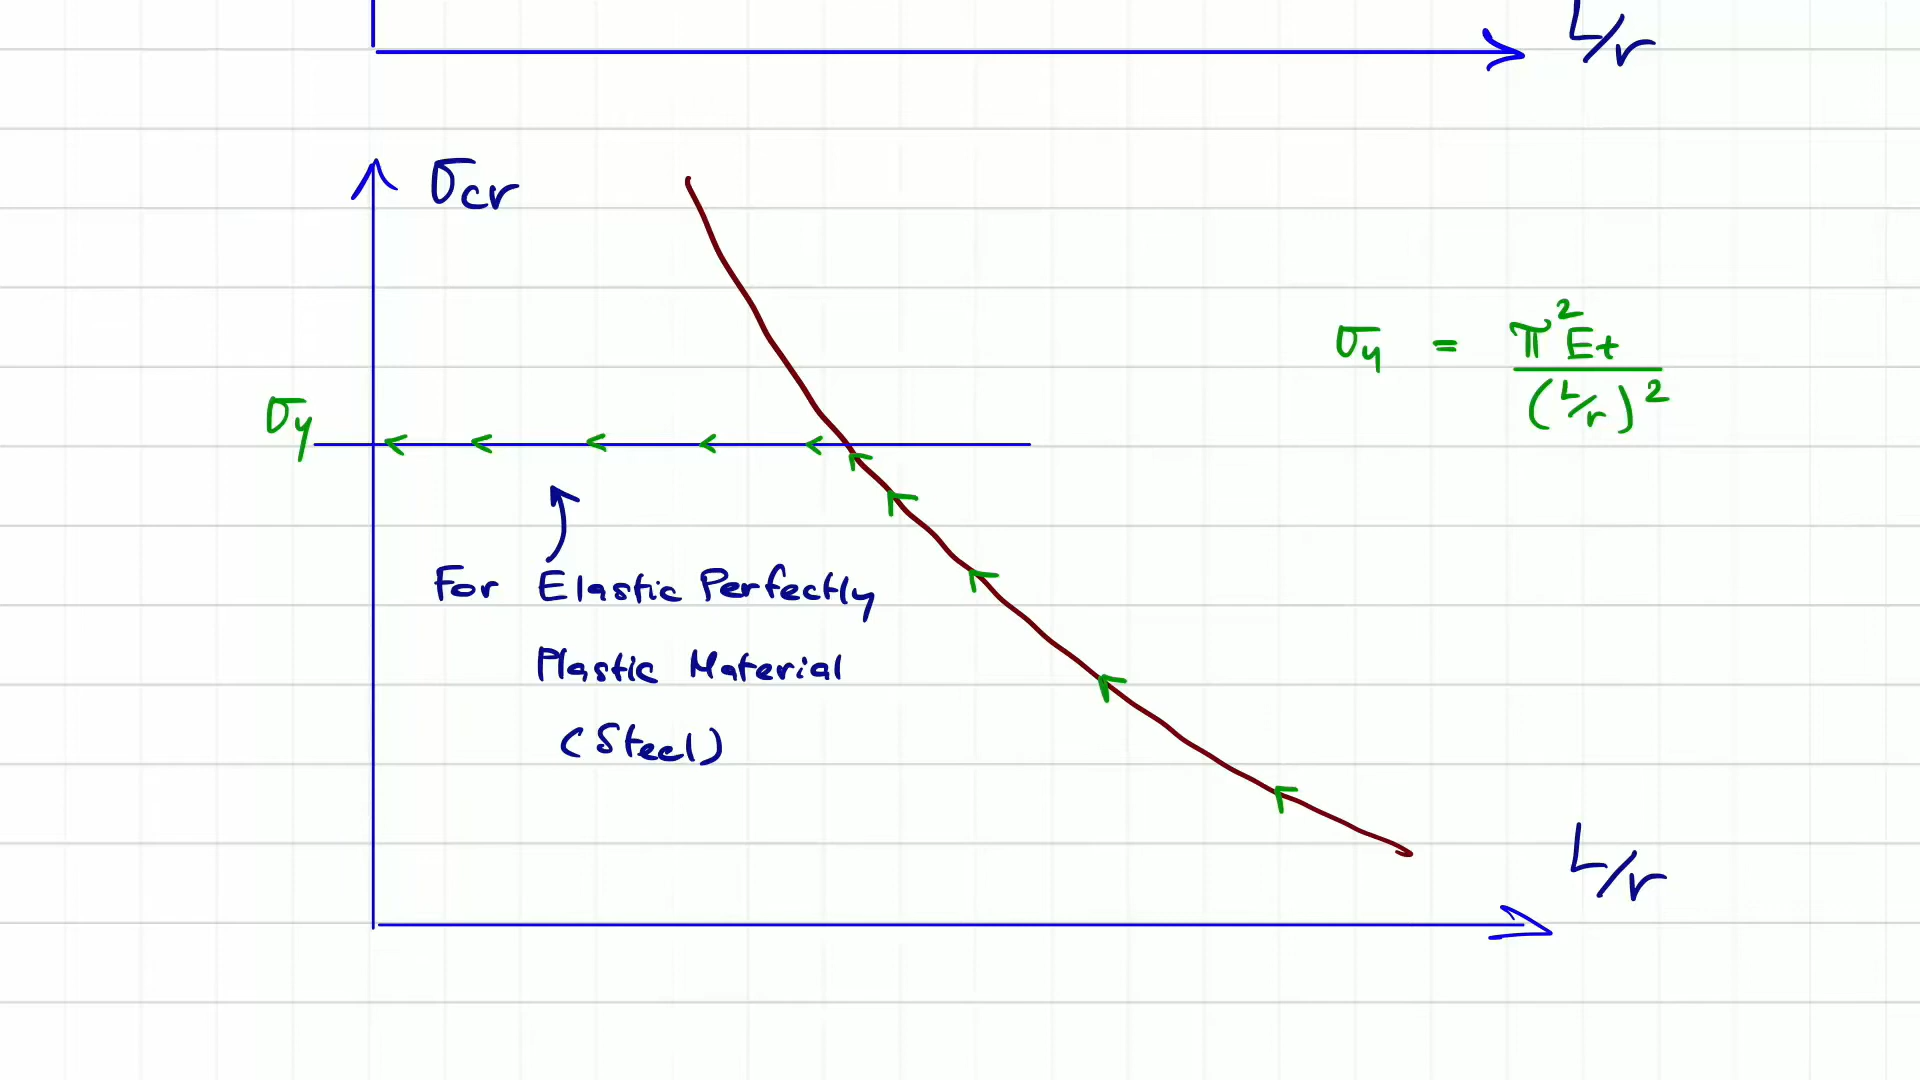 L/r
σcr
σy = π²Et / (L/r)²
σy
For Elastic Perfectly
Plastic Material
(Steel)
L/r